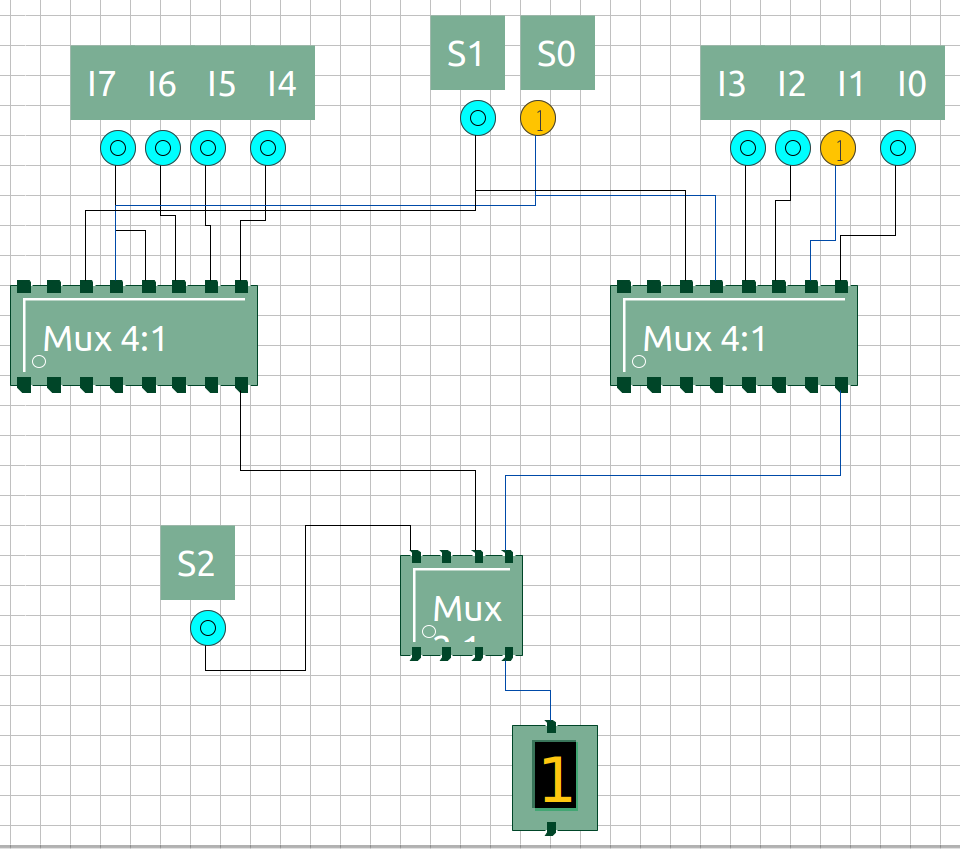 S1 S0
I7 I6 I5 I4
I3 I2 I1 I0
1
1
Mux 4:1
Mux 4:1
S2
Mux
1